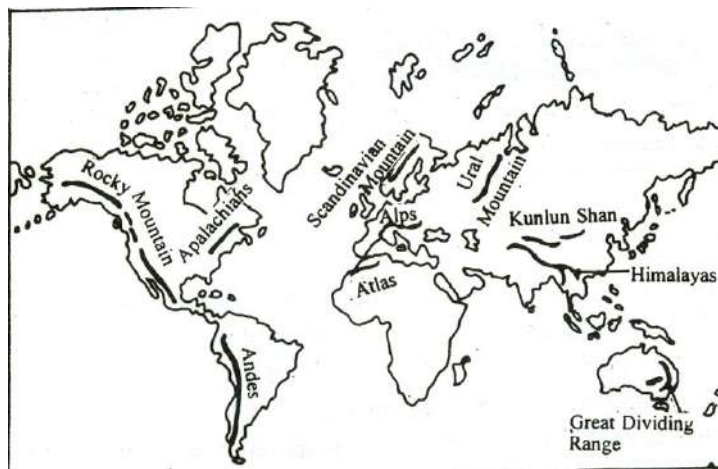 Rocky Mountain
Apalachians
Andes
Scandinavian
Mountain
Alps
Atlas
Ural
Mountain
Kunlun Shan
Himalayas
Great Dividing
Range